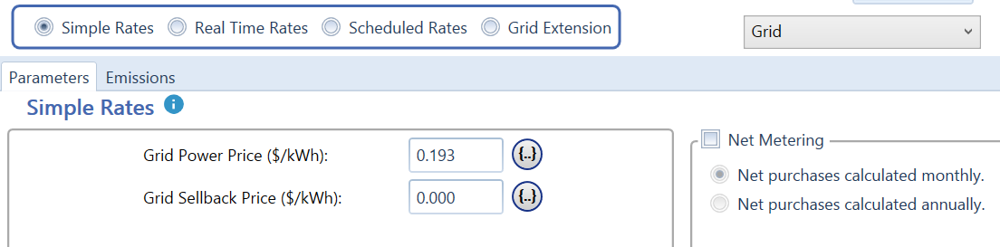 Simple Rates Real Time Rates Scheduled Rates Grid Extension
Grid
Parameters Emissions
Simple Rates i
Grid Power Price ($/kWh): 0.193 {..}
Grid Sellback Price ($/kWh): 0.000 {..}
Net Metering
Net purchases calculated monthly.
Net purchases calculated annually.